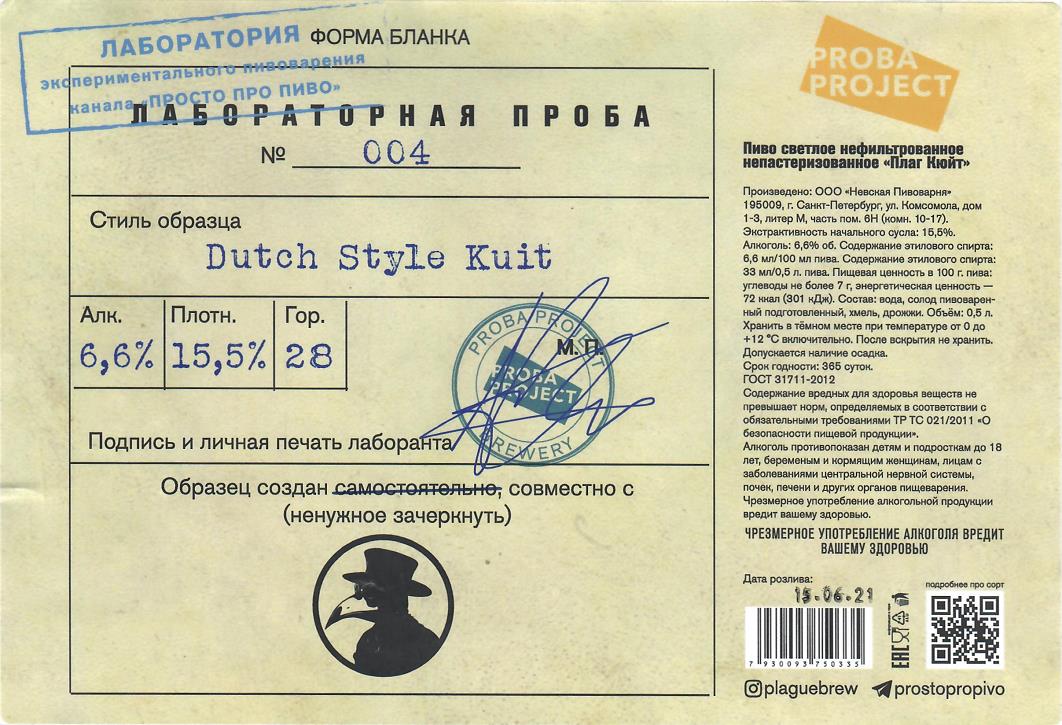 ЛАБОРАТОРИЯ
экспериментального пивоварения
канала «ПРОСТО ПРО ПИВО»
ФОРМА БЛАНКА
ЛАБОРАТОРНАЯ ПРОБА
№ 004
Стиль образца
Dutch Style Kuit
Алк. Плотн. Гор.
6,6% 15,5% 28
PROBA PROJECT
М. П.
PROBA
PROJECT
BREWERY
Подпись и личная печать лаборанта
Образец создан самостоятельно, совместно с
(ненужное зачеркнуть)
PROBA
PROJECT
Пиво светлое нефильтрованное
непастеризованное «Плаг Кюйт»
Произведено: ООО «Невская Пивоварня»
195009, г. Санкт-Петербург, ул. Комсомола, дом
1-3, литер М, часть пом. 6Н (комн. 10-17).
Экстрактивность начального сусла: 15,5%.
Алкоголь: 6,6% об. Содержание этилового спирта:
6,6 мл/100 мл пива. Содержание этилового спирта:
33 мл/0,5 л. пива. Пищевая ценность в 100 г. пива:
углеводы не более 7 г, энергетическая ценность —
72 ккал (301 кДж). Состав: вода, солод пивоварен-
ный подготовленный, хмель, дрожжи. Объём: 0,5 л.
Хранить в тёмном месте при температуре от 0 до
+12 °С включительно. После вскрытия не хранить.
Допускается наличие осадка.
Срок годности: 365 суток.
ГОСТ 31711-2012
Содержание вредных для здоровья веществ не
превышает норм, определяемых в соответствии с
обязательными требованиями ТР ТС 021/2011 «О
безопасности пищевой продукции».
Алкоголь противопоказан детям и подросткам до 18
лет, беременым и кормящим женщинам, лицам с
заболеваниями центральной нервной системы,
почек, печени и других органов пищеварения.
Чрезмерное употребление алкогольной продукции
вредит вашему здоровью.
ЧРЕЗМЕРНОЕ УПОТРЕБЛЕНИЕ АЛКОГОЛЯ ВРЕДИТ
ВАШЕМУ ЗДОРОВЬЮ
Дата розлива:
15.06.21
подробнее про сорт
7 930093 750335
EAC
plaguebrew prostopropivo